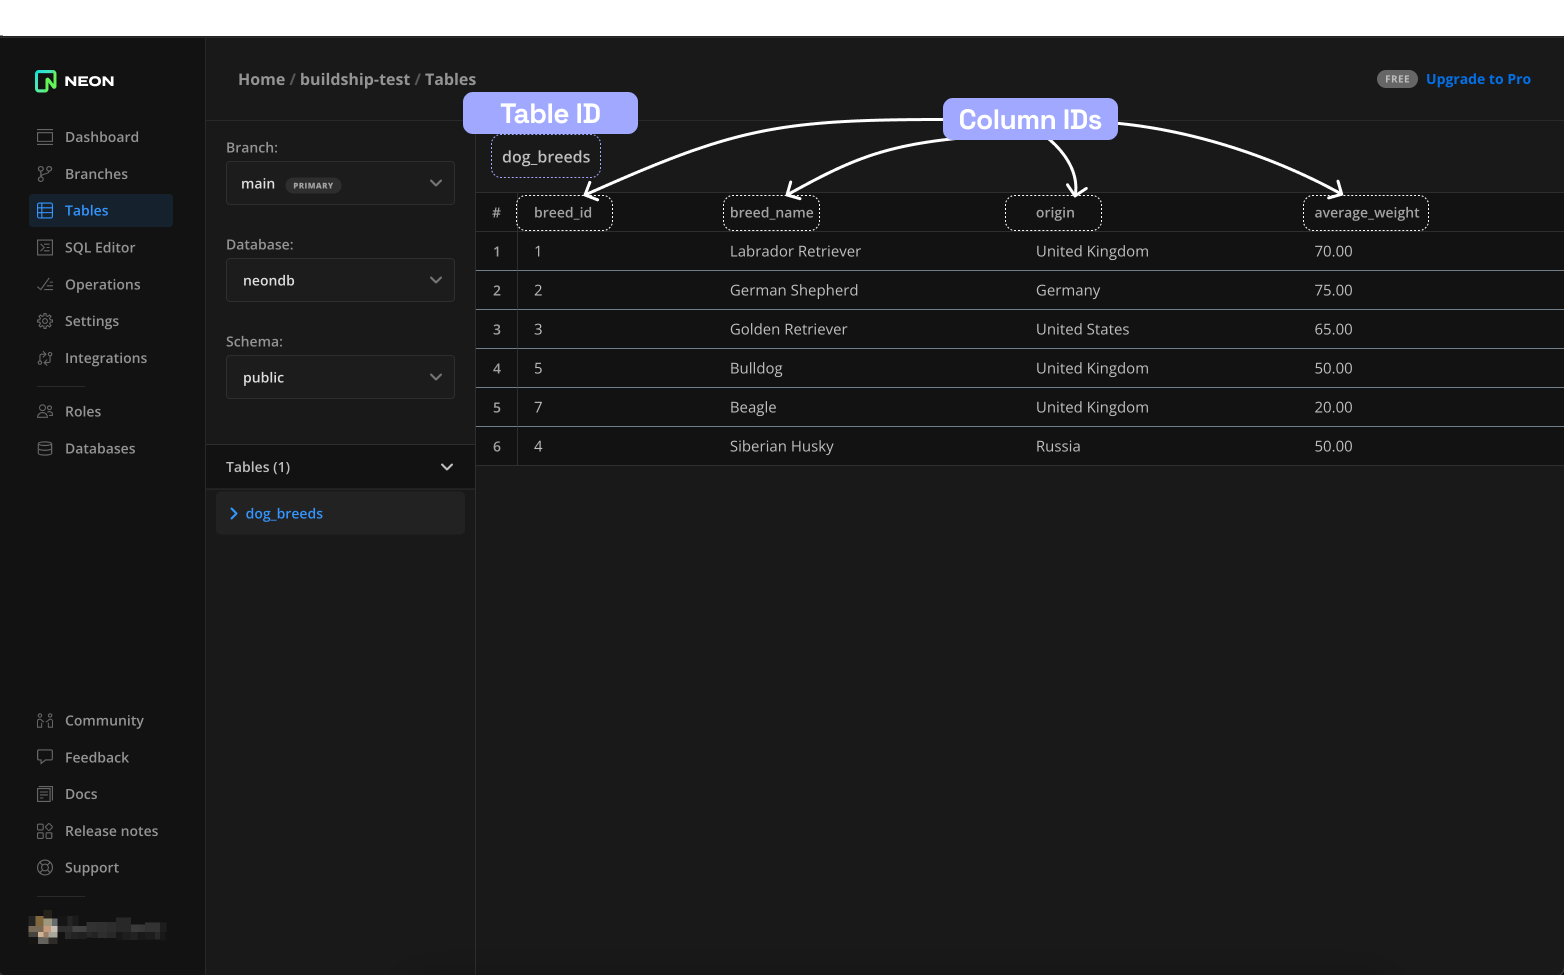 NEON
Home / buildship-test / Tables
FREE Upgrade to Pro
Table ID
Column IDs
Dashboard
Branches
Tables
SQL Editor
Operations
Settings
Integrations
Roles
Databases
Community
Feedback
Docs
Release notes
Support
Branch:
main PRIMARY
Database:
neondb
Schema:
public
Tables (1)
dog_breeds
dog_breeds
# breed_id breed_name origin average_weight
1 1 Labrador Retriever United Kingdom 70.00
2 2 German Shepherd Germany 75.00
3 3 Golden Retriever United States 65.00
4 5 Bulldog United Kingdom 50.00
5 7 Beagle United Kingdom 20.00
6 4 Siberian Husky Russia 50.00